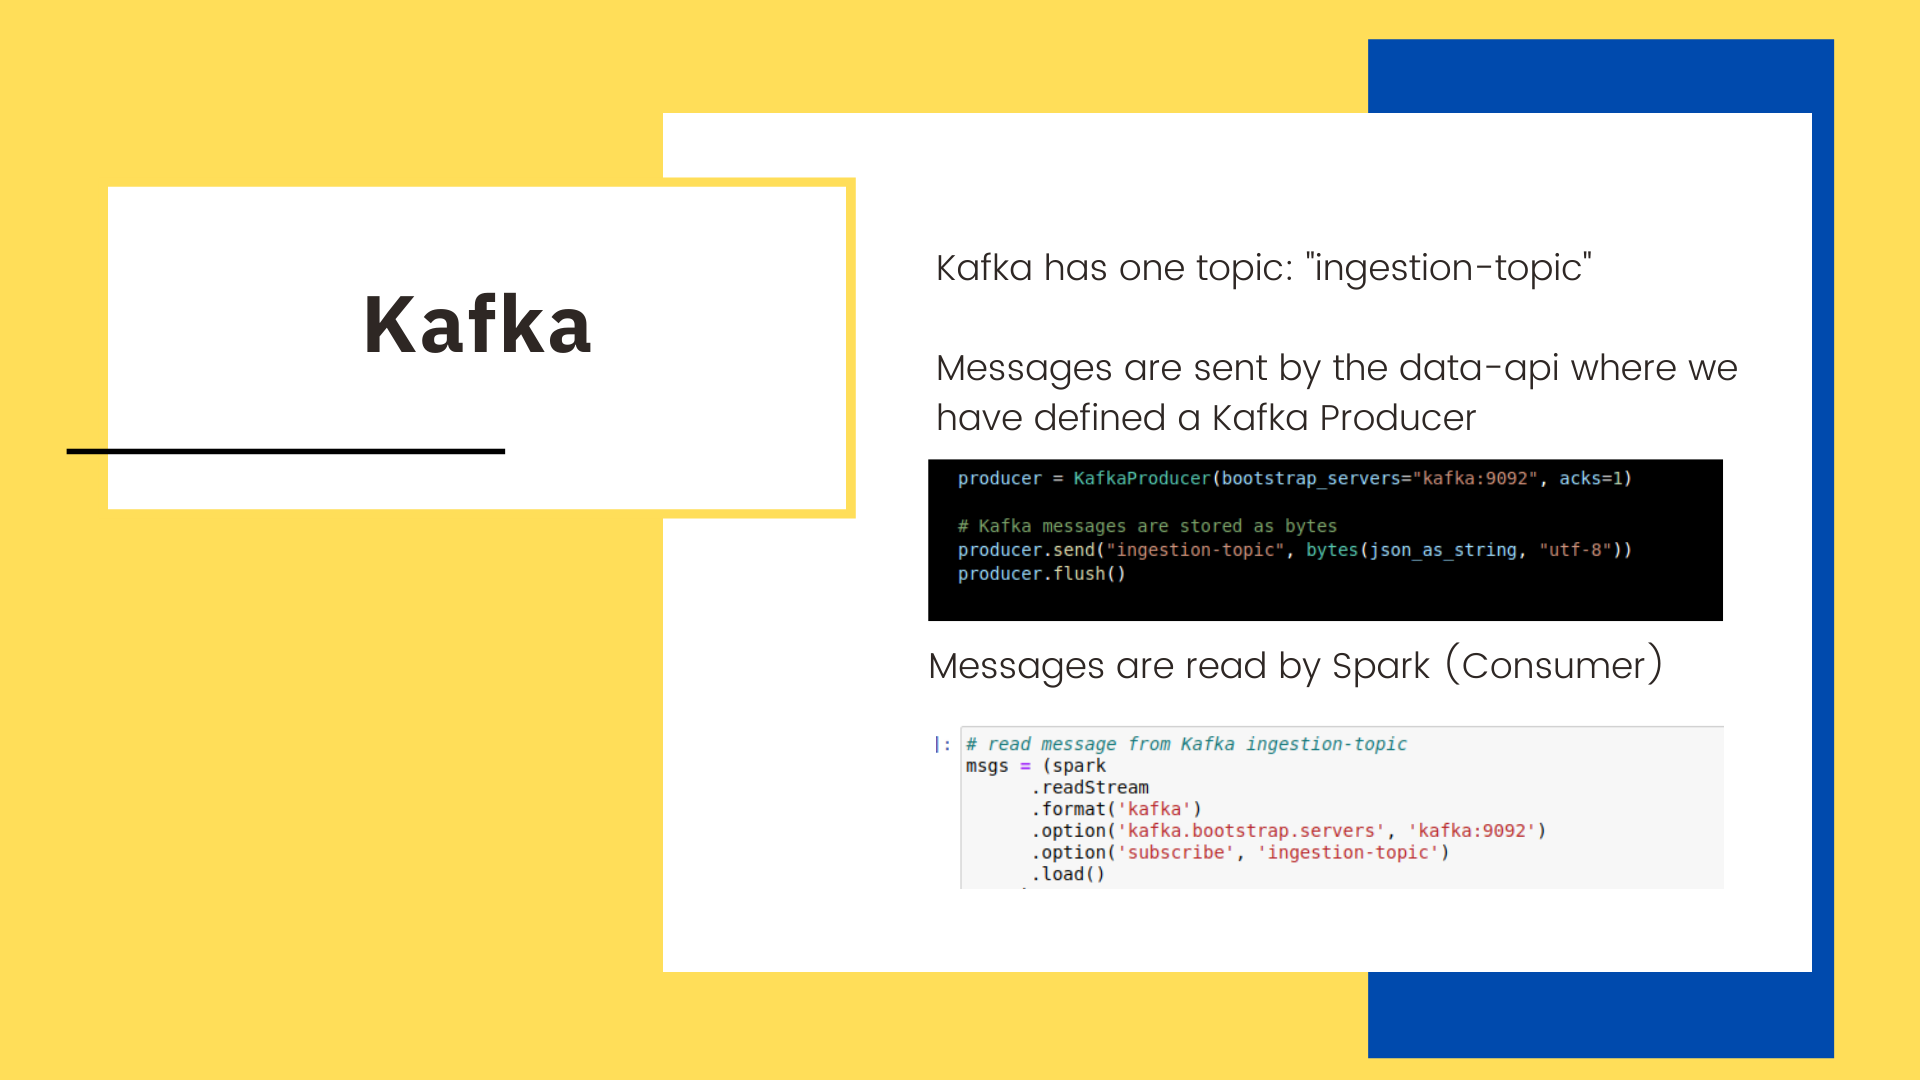 Kafka
Kafka has one topic: "ingestion-topic"
Messages are sent by the data-api where we
have defined a Kafka Producer
producer = KafkaProducer(bootstrap_servers="kafka:9092", acks=1)
# Kafka messages are stored as bytes
producer.send("ingestion-topic", bytes(json_as_string, "utf-8"))
producer.flush()
Messages are read by Spark (Consumer)
]:
# read message from Kafka ingestion-topic
msgs = (spark
.readStream
.format('kafka')
.option('kafka.bootstrap.servers', 'kafka:9092')
.option('subscribe', 'ingestion-topic')
.load()